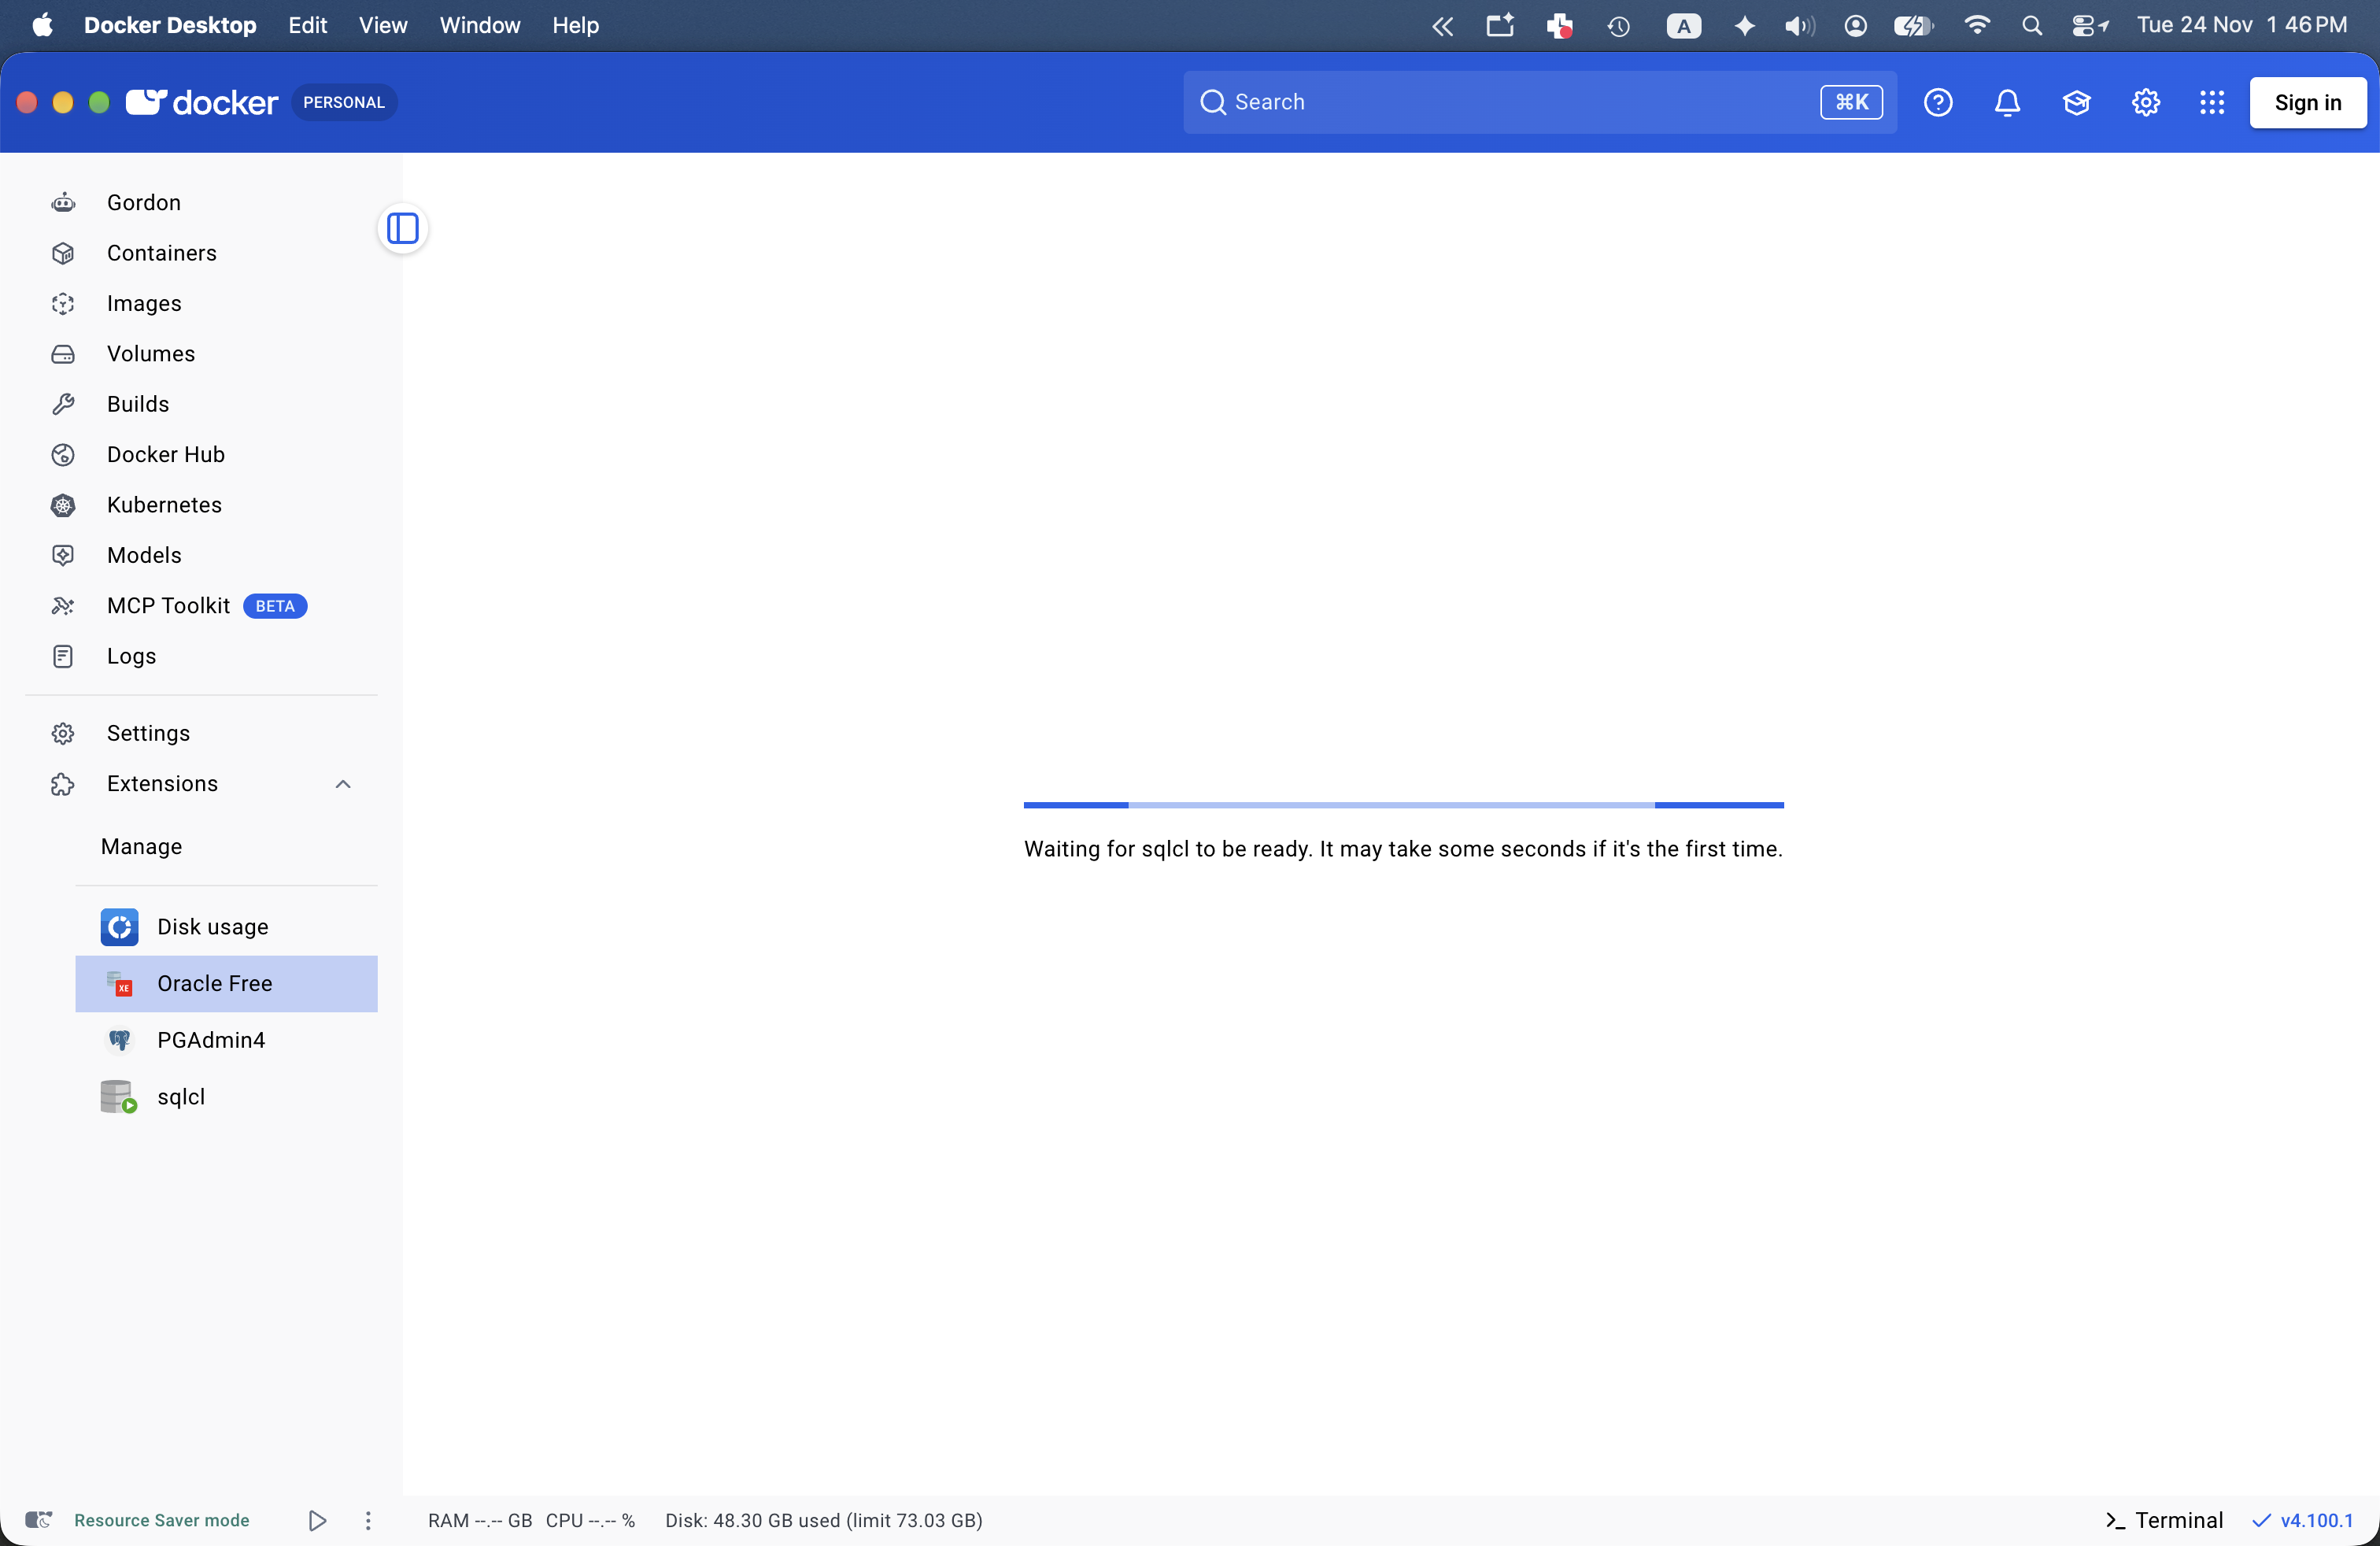 Docker Desktop Edit View Window Help A Tue 24 Nov 1 46 PM
docker PERSONAL Search ⌘K Sign in
Gordon
Containers
Images
Volumes
Builds
Docker Hub
Kubernetes
Models
MCP Toolkit BETA
Logs
Settings
Extensions
Manage
Disk usage
XE Oracle Free
PGAdmin4
sqlcl
Waiting for sqlcl to be ready. It may take some seconds if it's the first time.
Resource Saver mode RAM --.-- GB CPU --.-- % Disk: 48.30 GB used (limit 73.03 GB) Terminal v4.100.1